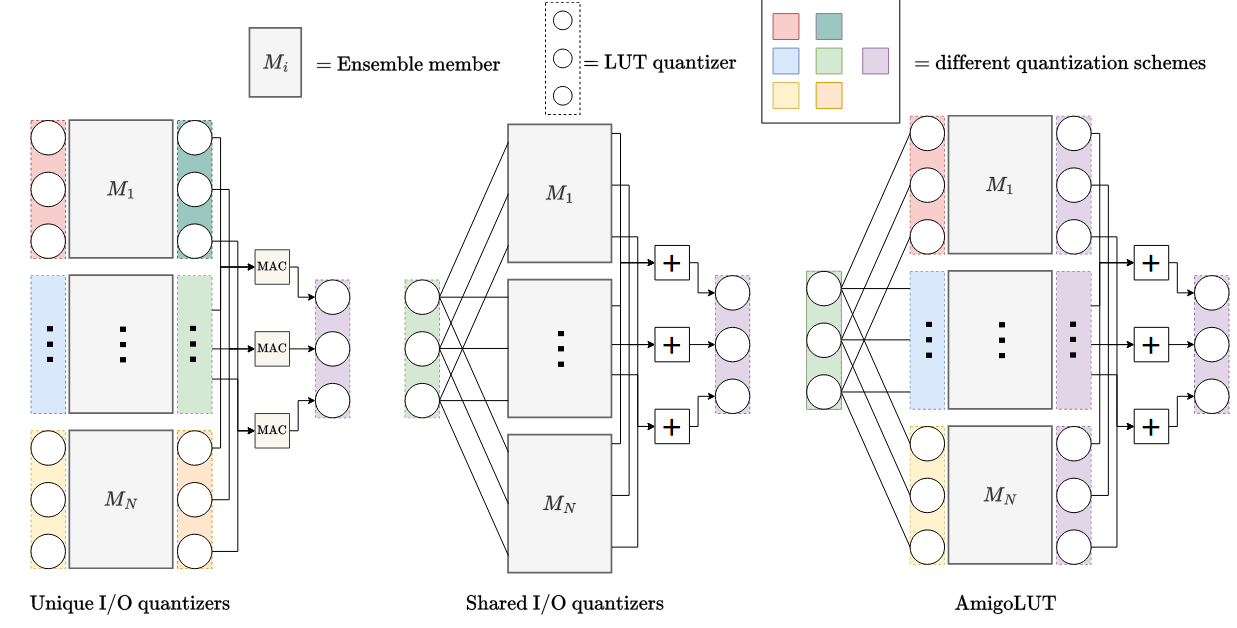 M_i = Ensemble member
= LUT quantizer
= different quantization schemes
M_1
MAC
MAC
MAC
M_N
Unique I/O quantizers
M_1
+
+
+
M_N
Shared I/O quantizers
M_1
+
+
+
M_N
AmigoLUT